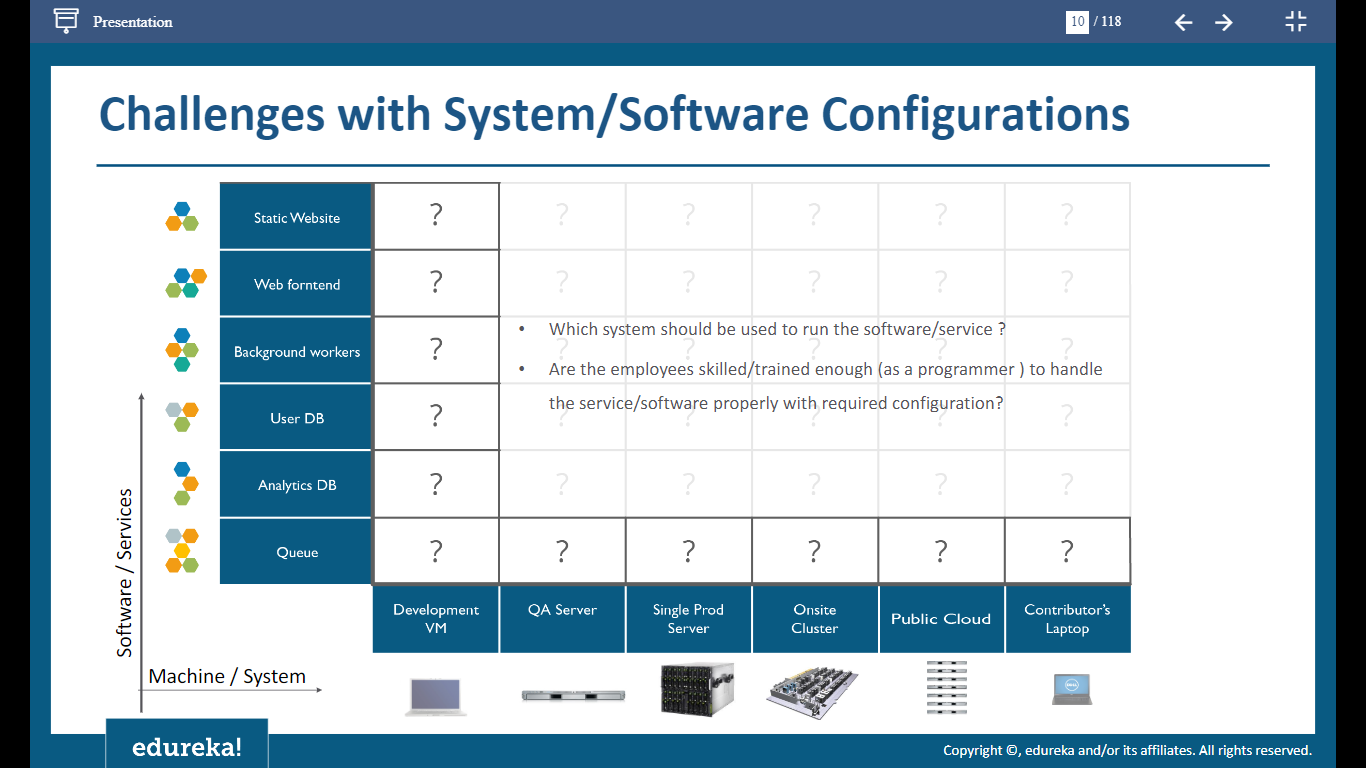 Presentation
10 / 118
Challenges with System/Software Configurations
Static Website ? ? ? ? ? ?
Web forntend ? ? ? ? ? ?
Background workers ? ? ? ? ? ?
• Which system should be used to run the software/service ?
• Are the employees skilled/trained enough (as a programmer ) to handle
the service/software properly with required configuration?
User DB ? ? ? ? ? ?
Analytics DB ? ? ? ? ? ?
Queue ? ? ? ? ? ?
Software / Services
Development
VM
QA Server
Single Prod
Server
Onsite
Cluster
Public Cloud
Contributor's
Laptop
Machine / System
DELL
edureka!
Copyright ©, edureka and/or its affiliates. All rights reserved.